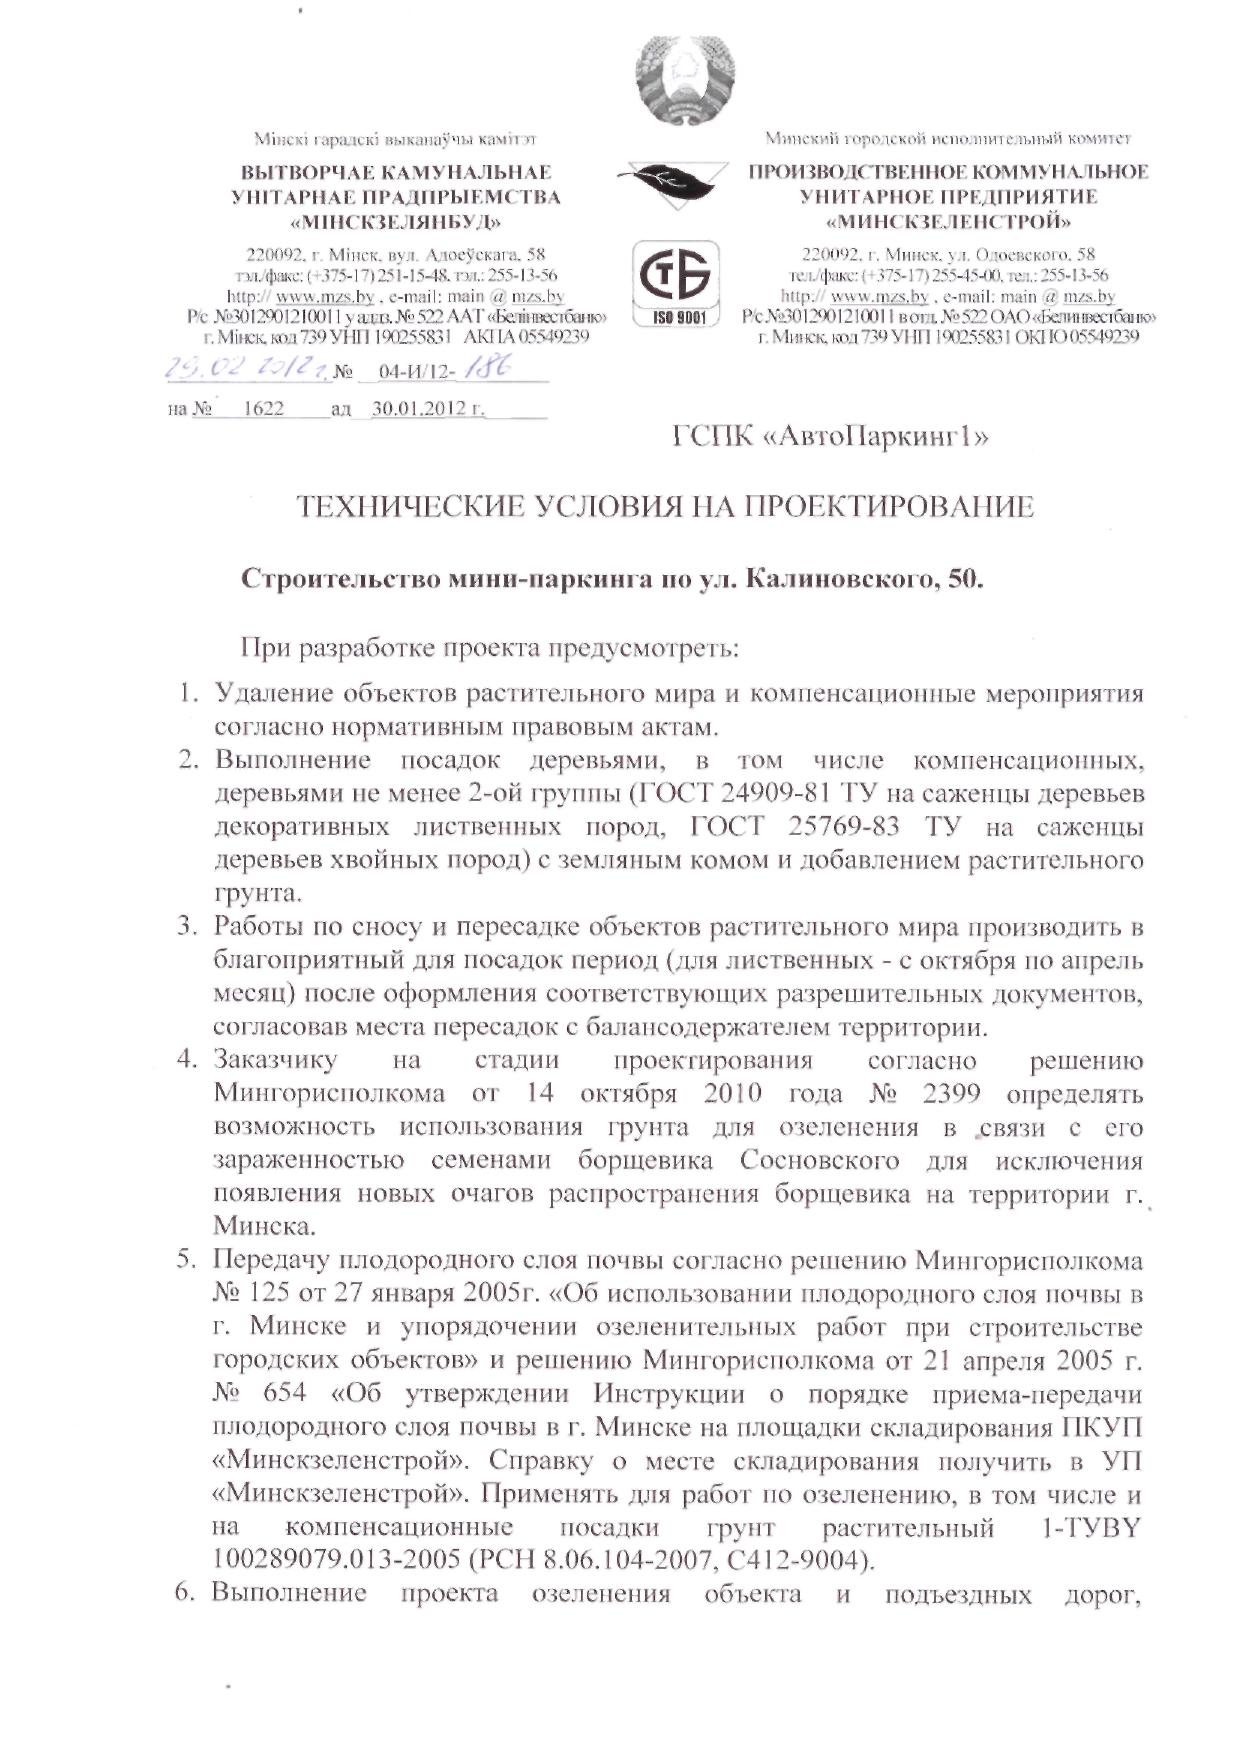 Мінскі гарадскі выканаўчы камітэт
ВЫТВОРЧАЕ КАМУНАЛЬНАЕ
УНІТАРНАЕ ПРАДПРЫЕМСТВА
«МІНСКЗЕЛЯНБУД»
220092, г. Мінск, вул. Адоеўскага, 58
тэл./факс: (+375-17) 251-15-48, тэл.: 255-13-56
http:// www.mzs.by , e-mail: main @ mzs.by
Р/с №3012901210011 у адд. № 522 ААТ «Белінвестбанк»
г. Мінск, код 739 УНП 190255831 АКПА 05549239
29.02 2012 г. № 04-И/12- 186
на № 1622 ад 30.01.2012 г.
СТБ
ISO 9001
Минский городской исполнительный комитет
ПРОИЗВОДСТВЕННОЕ КОММУНАЛЬНОЕ
УНИТАРНОЕ ПРЕДПРИЯТИЕ
«МИНСКЗЕЛЕНСТРОЙ»
220092, г. Минск, ул. Одоевского, 58
тел./факс: (+375-17) 255-45-00, тел.: 255-13-56
http:// www.mzs.by , e-mail: main @ mzs.by
Р/с №3012901210011 в отд. № 522 ОАО «Белинвестбанк»
г. Минск, код 739 УНП 190255831 ОКПО 05549239
ГСПК «АвтоПаркинг1»
ТЕХНИЧЕСКИЕ УСЛОВИЯ НА ПРОЕКТИРОВАНИЕ
Строительство мини-паркинга по ул. Калиновского, 50.
При разработке проекта предусмотреть:
1. Удаление объектов растительного мира и компенсационные мероприятия
согласно нормативным правовым актам.
2. Выполнение посадок деревьями, в том числе компенсационных,
деревьями не менее 2-ой группы (ГОСТ 24909-81 ТУ на саженцы деревьев
декоративных лиственных пород, ГОСТ 25769-83 ТУ на саженцы
деревьев хвойных пород) с земляным комом и добавлением растительного
грунта.
3. Работы по сносу и пересадке объектов растительного мира производить в
благоприятный для посадок период (для лиственных - с октября по апрель
месяц) после оформления соответствующих разрешительных документов,
согласовав места пересадок с балансодержателем территории.
4. Заказчику на стадии проектирования согласно решению
Мингорисполкома от 14 октября 2010 года № 2399 определять
возможность использования грунта для озеленения в связи с его
зараженностью семенами борщевика Сосновского для исключения
появления новых очагов распространения борщевика на территории г.
Минска.
5. Передачу плодородного слоя почвы согласно решению Мингорисполкома
№ 125 от 27 января 2005г. «Об использовании плодородного слоя почвы в
г. Минске и упорядочении озеленительных работ при строительстве
городских объектов» и решению Мингорисполкома от 21 апреля 2005 г.
№ 654 «Об утверждении Инструкции о порядке приема-передачи
плодородного слоя почвы в г. Минске на площадки складирования ПКУП
«Минскзеленстрой». Справку о месте складирования получить в УП
«Минскзеленстрой». Применять для работ по озеленению, в том числе и
на компенсационные посадки грунт растительный 1-ТУВY
100289079.013-2005 (РСН 8.06.104-2007, С412-9004).
6. Выполнение проекта озеленения объекта и подъездных дорог,